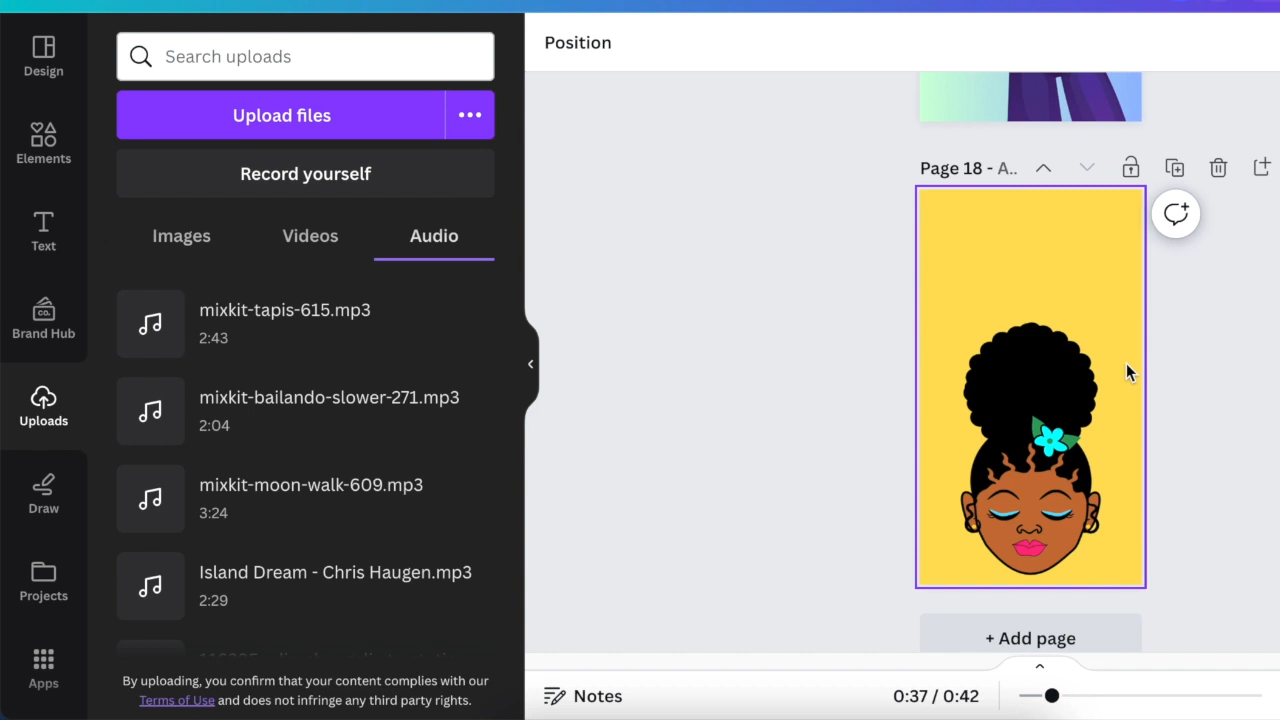 Design
Elements
Text
Brand Hub
CO.
Uploads
Draw
Projects
Apps
Search uploads
Upload files
Record yourself
Images
Videos
Audio
mixkit-tapis-615.mp3
2:43
mixkit-bailando-slower-271.mp3
2:04
mixkit-moon-walk-609.mp3
3:24
Island Dream - Chris Haugen.mp3
2:29
By uploading, you confirm that your content complies with our
Terms of Use and does not infringe any third party rights.
Position
Page 18 - A..
+ Add page
Notes
0:37 / 0:42